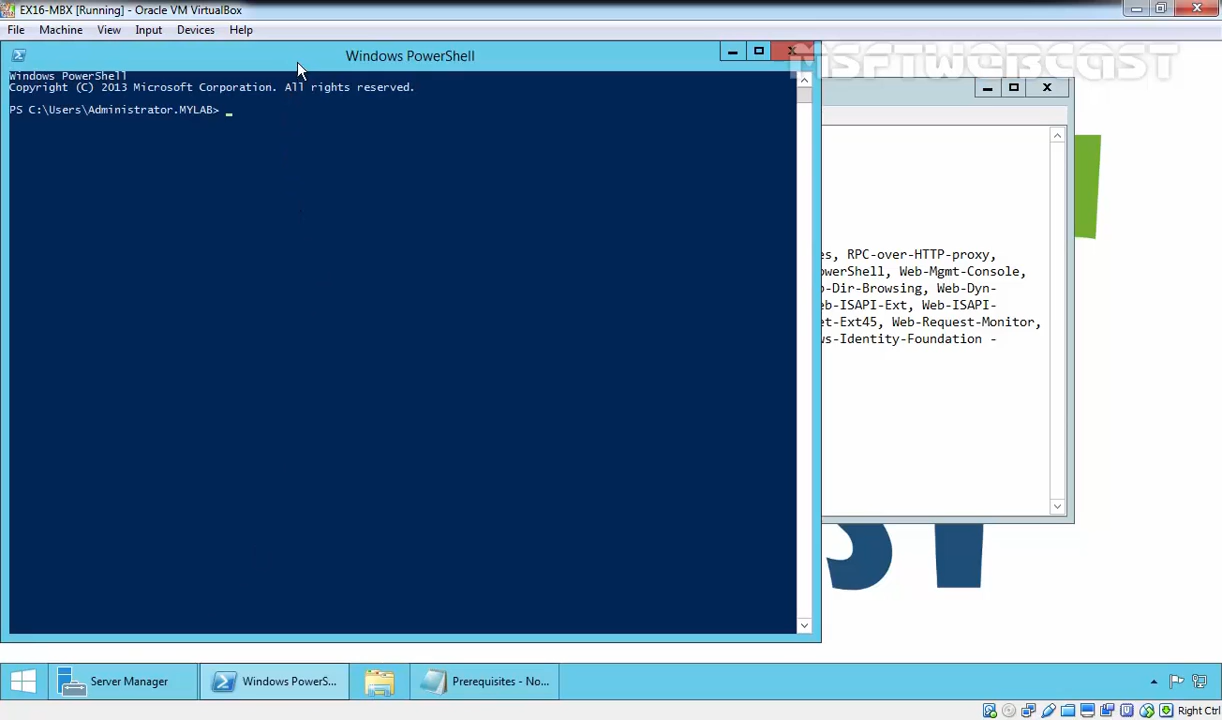 EX16-MBX [Running] - Oracle VM VirtualBox
File Machine View Input Devices Help
Windows PowerShell
MSFTWEBCAST
Windows PowerShell
Copyright (C) 2013 Microsoft Corporation. All rights reserved.
PS C:\Users\Administrator.MYLAB>
es, RPC-over-HTTP-proxy,
owerShell, Web-Mgmt-Console,
b-Dir-Browsing, Web-Dyn-
eb-ISAPI-Ext, Web-ISAPI-
et-Ext45, Web-Request-Monitor,
ws-Identity-Foundation -
Server Manager
Windows PowerS...
Prerequisites - No...
Right Ctrl